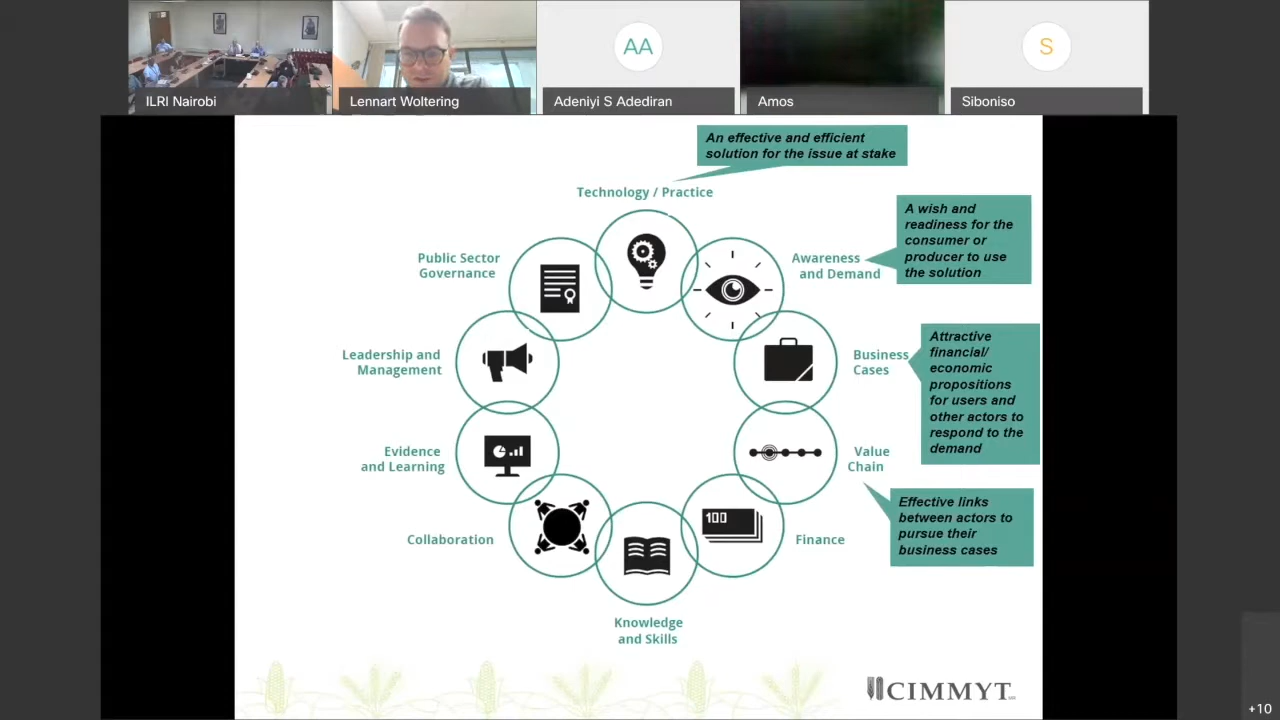 ILRI Nairobi
Lennart Woltering
AA
Adeniyi S Adediran
Amos
S
Siboniso
An effective and efficient
solution for the issue at stake
Technology / Practice
A wish and
readiness for the
consumer or
producer to use
the solution
Public Sector
Governance
Awareness
and Demand
Attractive
financial/
economic
propositions
for users and
other actors to
respond to the
demand
Leadership and
Management
Business
Cases
Evidence
and Learning
Value
Chain
Effective links
between actors to
pursue their
business cases
100
Collaboration
Finance
Knowledge
and Skills
CIMMYT
+10